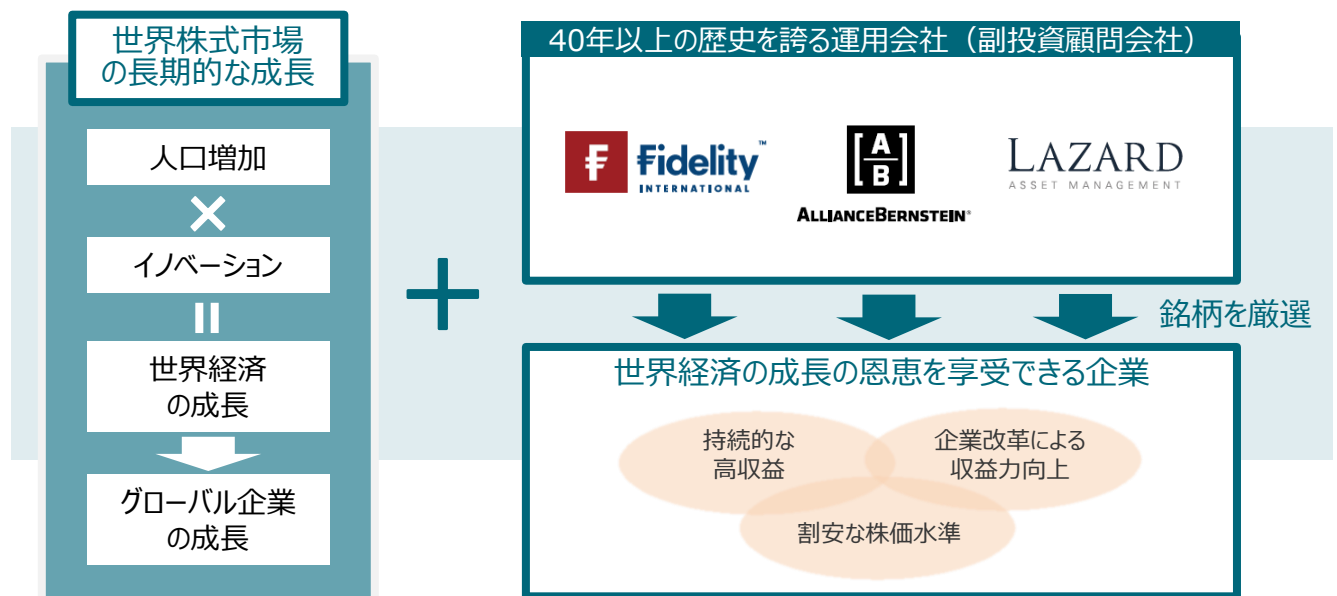 世界株式市場
の長期的な成長
人口増加
×
イノベーション
=
世界経済
の成長
グローバル企業
の成長
+
40年以上の歴史を誇る運用会社（副投資顧問会社）
F Fidelity™
INTERNATIONAL
[A/B]
ALLIANCEBERNSTEIN®
LAZARD
ASSET MANAGEMENT
銘柄を厳選
世界経済の成長の恩恵を享受できる企業
持続的な
高収益
企業改革による
収益力向上
割安な株価水準